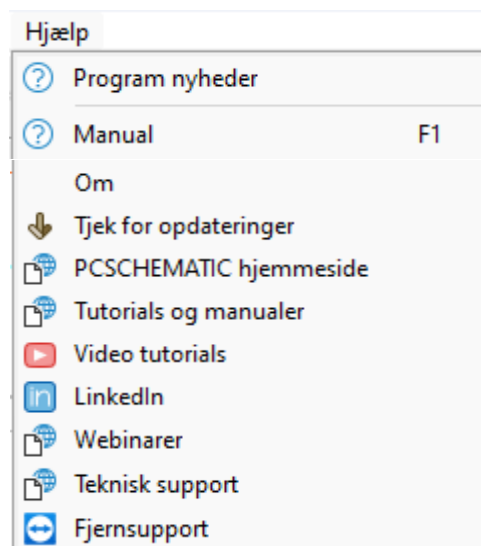 Hjælp
Program nyheder
Manual F1
Om
Tjek for opdateringer
PCSCHEMATIC hjemmeside
Tutorials og manualer
Video tutorials
LinkedIn
Webinarer
Teknisk support
Fjernsupport